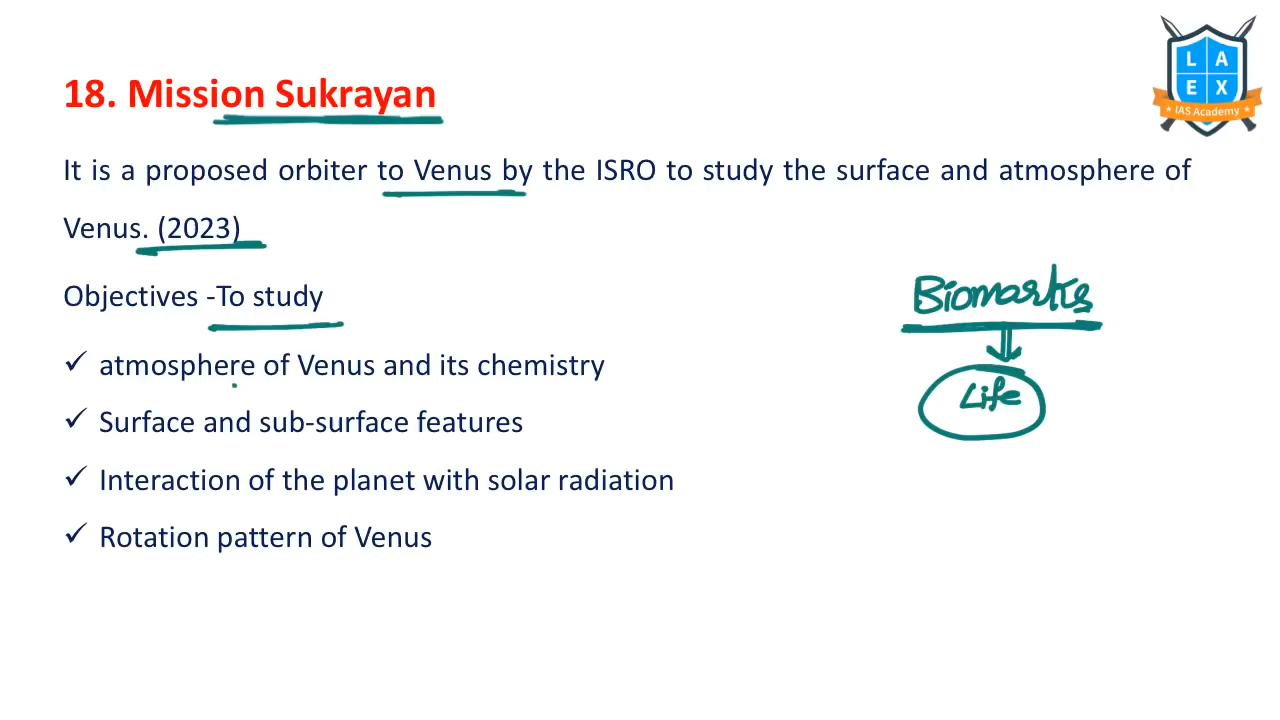 L A
E X
IAS Academy
18. Mission Sukrayan
It is a proposed orbiter to Venus by the ISRO to study the surface and atmosphere of
Venus. (2023)
Objectives -To study
Biomarks
✓ atmosphere of Venus and its chemistry
Life
✓ Surface and sub-surface features
✓ Interaction of the planet with solar radiation
✓ Rotation pattern of Venus